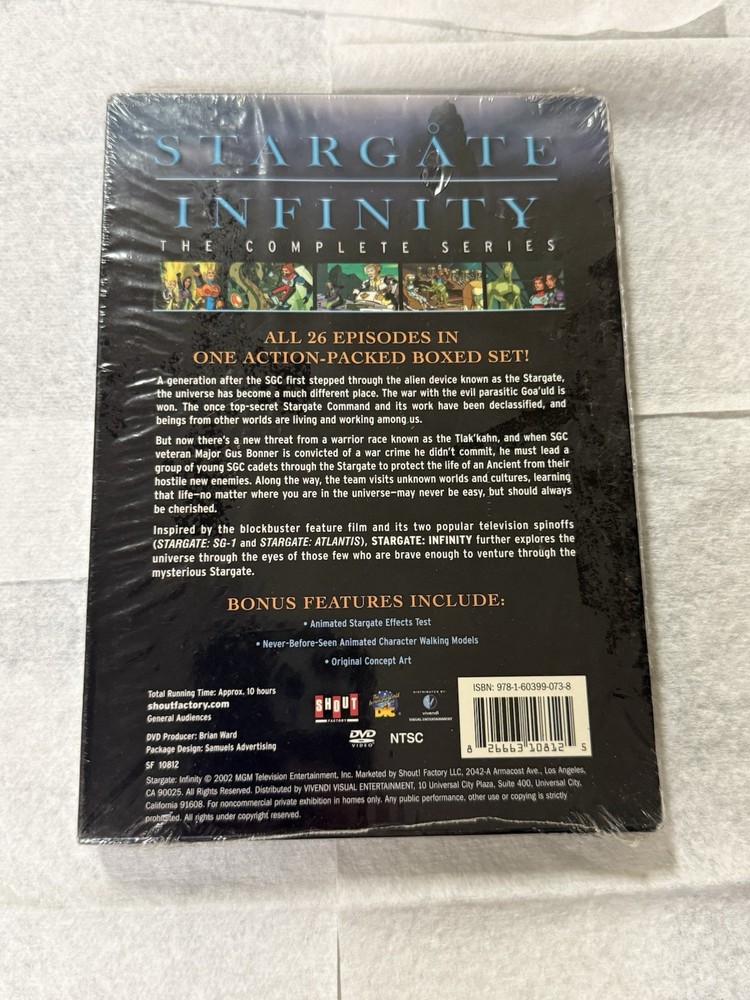 STARGATE
INFINITY
THE COMPLETE SERIES
ALL 26 EPISODES IN
ONE ACTION-PACKED BOXED SET!
A generation after the SGC first stepped through the alien device known as the Stargate,
the universe has become a much different place. The war with the evil parasitic Goa'uld is
won. The once top-secret Stargate Command and its work have been declassified, and
beings from other worlds are living and working among us.
But now there's a new threat from a warrior race known as the Tlak'kahn, and when SGC
veteran Major Gus Bonner is convicted of a war crime he didn't commit, he must lead a
group of young SGC cadets through the Stargate to protect the life of an Ancient from their
hostile new enemies. Along the way, the team visits unknown worlds and cultures, learning
that life—no matter where you are in the universe—may never be easy, but should always
be cherished.
Inspired by the blockbuster feature film and its two popular television spinoffs
(STARGATE: SG-1 and STARGATE: ATLANTIS), STARGATE: INFINITY further explores the
universe through the eyes of those few who are brave enough to venture through the
mysterious Stargate.
BONUS FEATURES INCLUDE:
• Animated Stargate Effects Test
• Never-Before-Seen Animated Character Walking Models
• Original Concept Art
Total Running Time: Approx. 10 hours
shoutfactory.com
General Audiences
DVD Producer: Brian Ward
Package Design: Samuels Advertising
SF 10812
SHOUT
FACTORY
DIC
DISTRIBUTED BY
vivendi
VISUAL ENTERTAINMENT
DVD
VIDEO
NTSC
ISBN: 978-1-60399-073-8
8 26663 10812 5
Stargate: Infinity © 2002 MGM Television Entertainment, Inc. Marketed by Shout! Factory LLC, 2042-A Armacost Ave., Los Angeles,
CA 90025. All Rights Reserved. Distributed by VIVENDI VISUAL ENTERTAINMENT, 10 Universal City Plaza, Suite 400, Universal City,
California 91608. For noncommercial private exhibition in homes only. Any public performance, other use or copying is strictly
prohibited. All rights under copyright reserved.